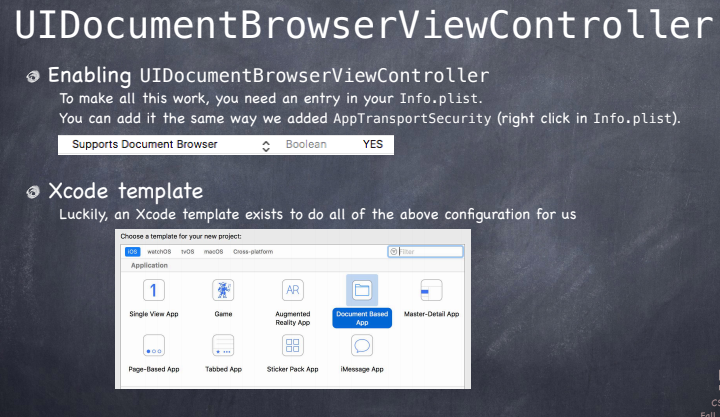 UIDocumentBrowserViewController
Enabling UIDocumentBrowserViewController
To make all this work, you need an entry in your Info.plist.
You can add it the same way we added AppTransportSecurity (right click in Info.plist).
Supports Document Browser Boolean YES
Xcode template
Luckily, an Xcode template exists to do all of the above configuration for us
Choose a template for your new project:
iOS watchOS tvOS macOS Cross-platform Filter
Application
1 AR
Single View App Game Augmented Reality App Document Based App Master-Detail App
Page-Based App Tabbed App Sticker Pack App iMessage App